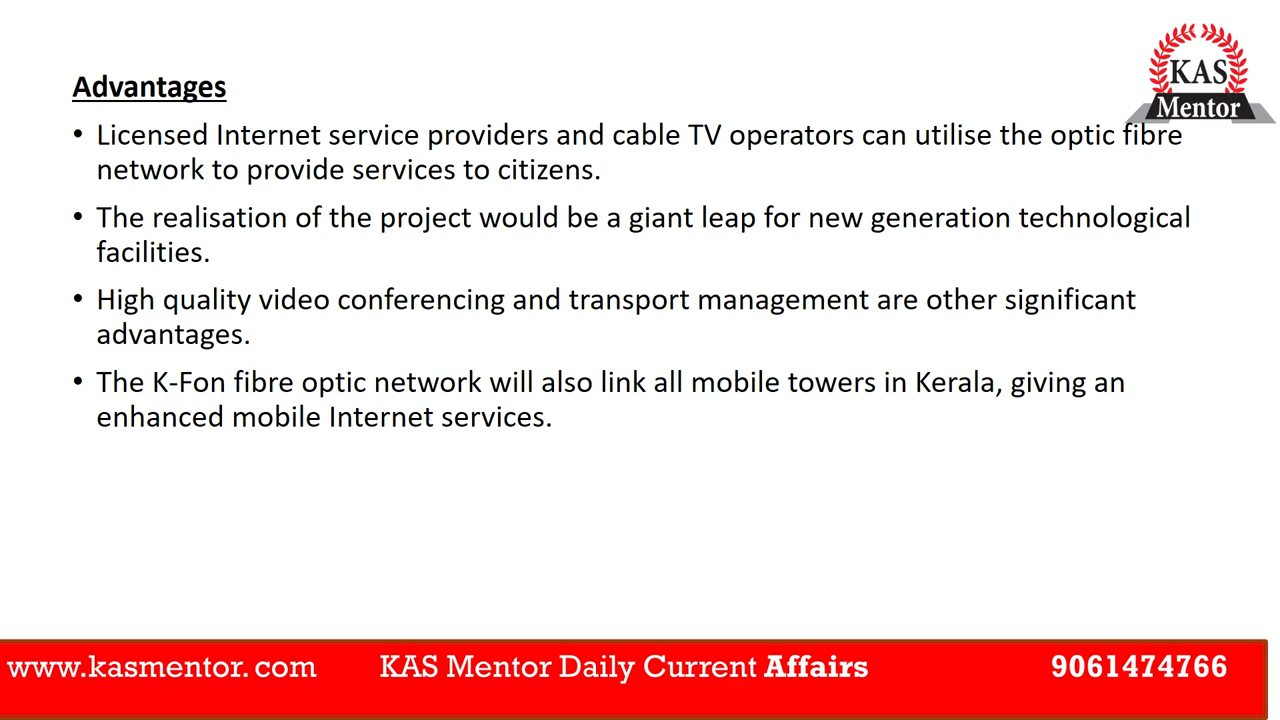 KAS
Mentor
Advantages
• Licensed Internet service providers and cable TV operators can utilise the optic fibre
network to provide services to citizens.
• The realisation of the project would be a giant leap for new generation technological
facilities.
• High quality video conferencing and transport management are other significant
advantages.
• The K-Fon fibre optic network will also link all mobile towers in Kerala, giving an
enhanced mobile Internet services.
www.kasmentor. com KAS Mentor Daily Current Affairs 9061474766